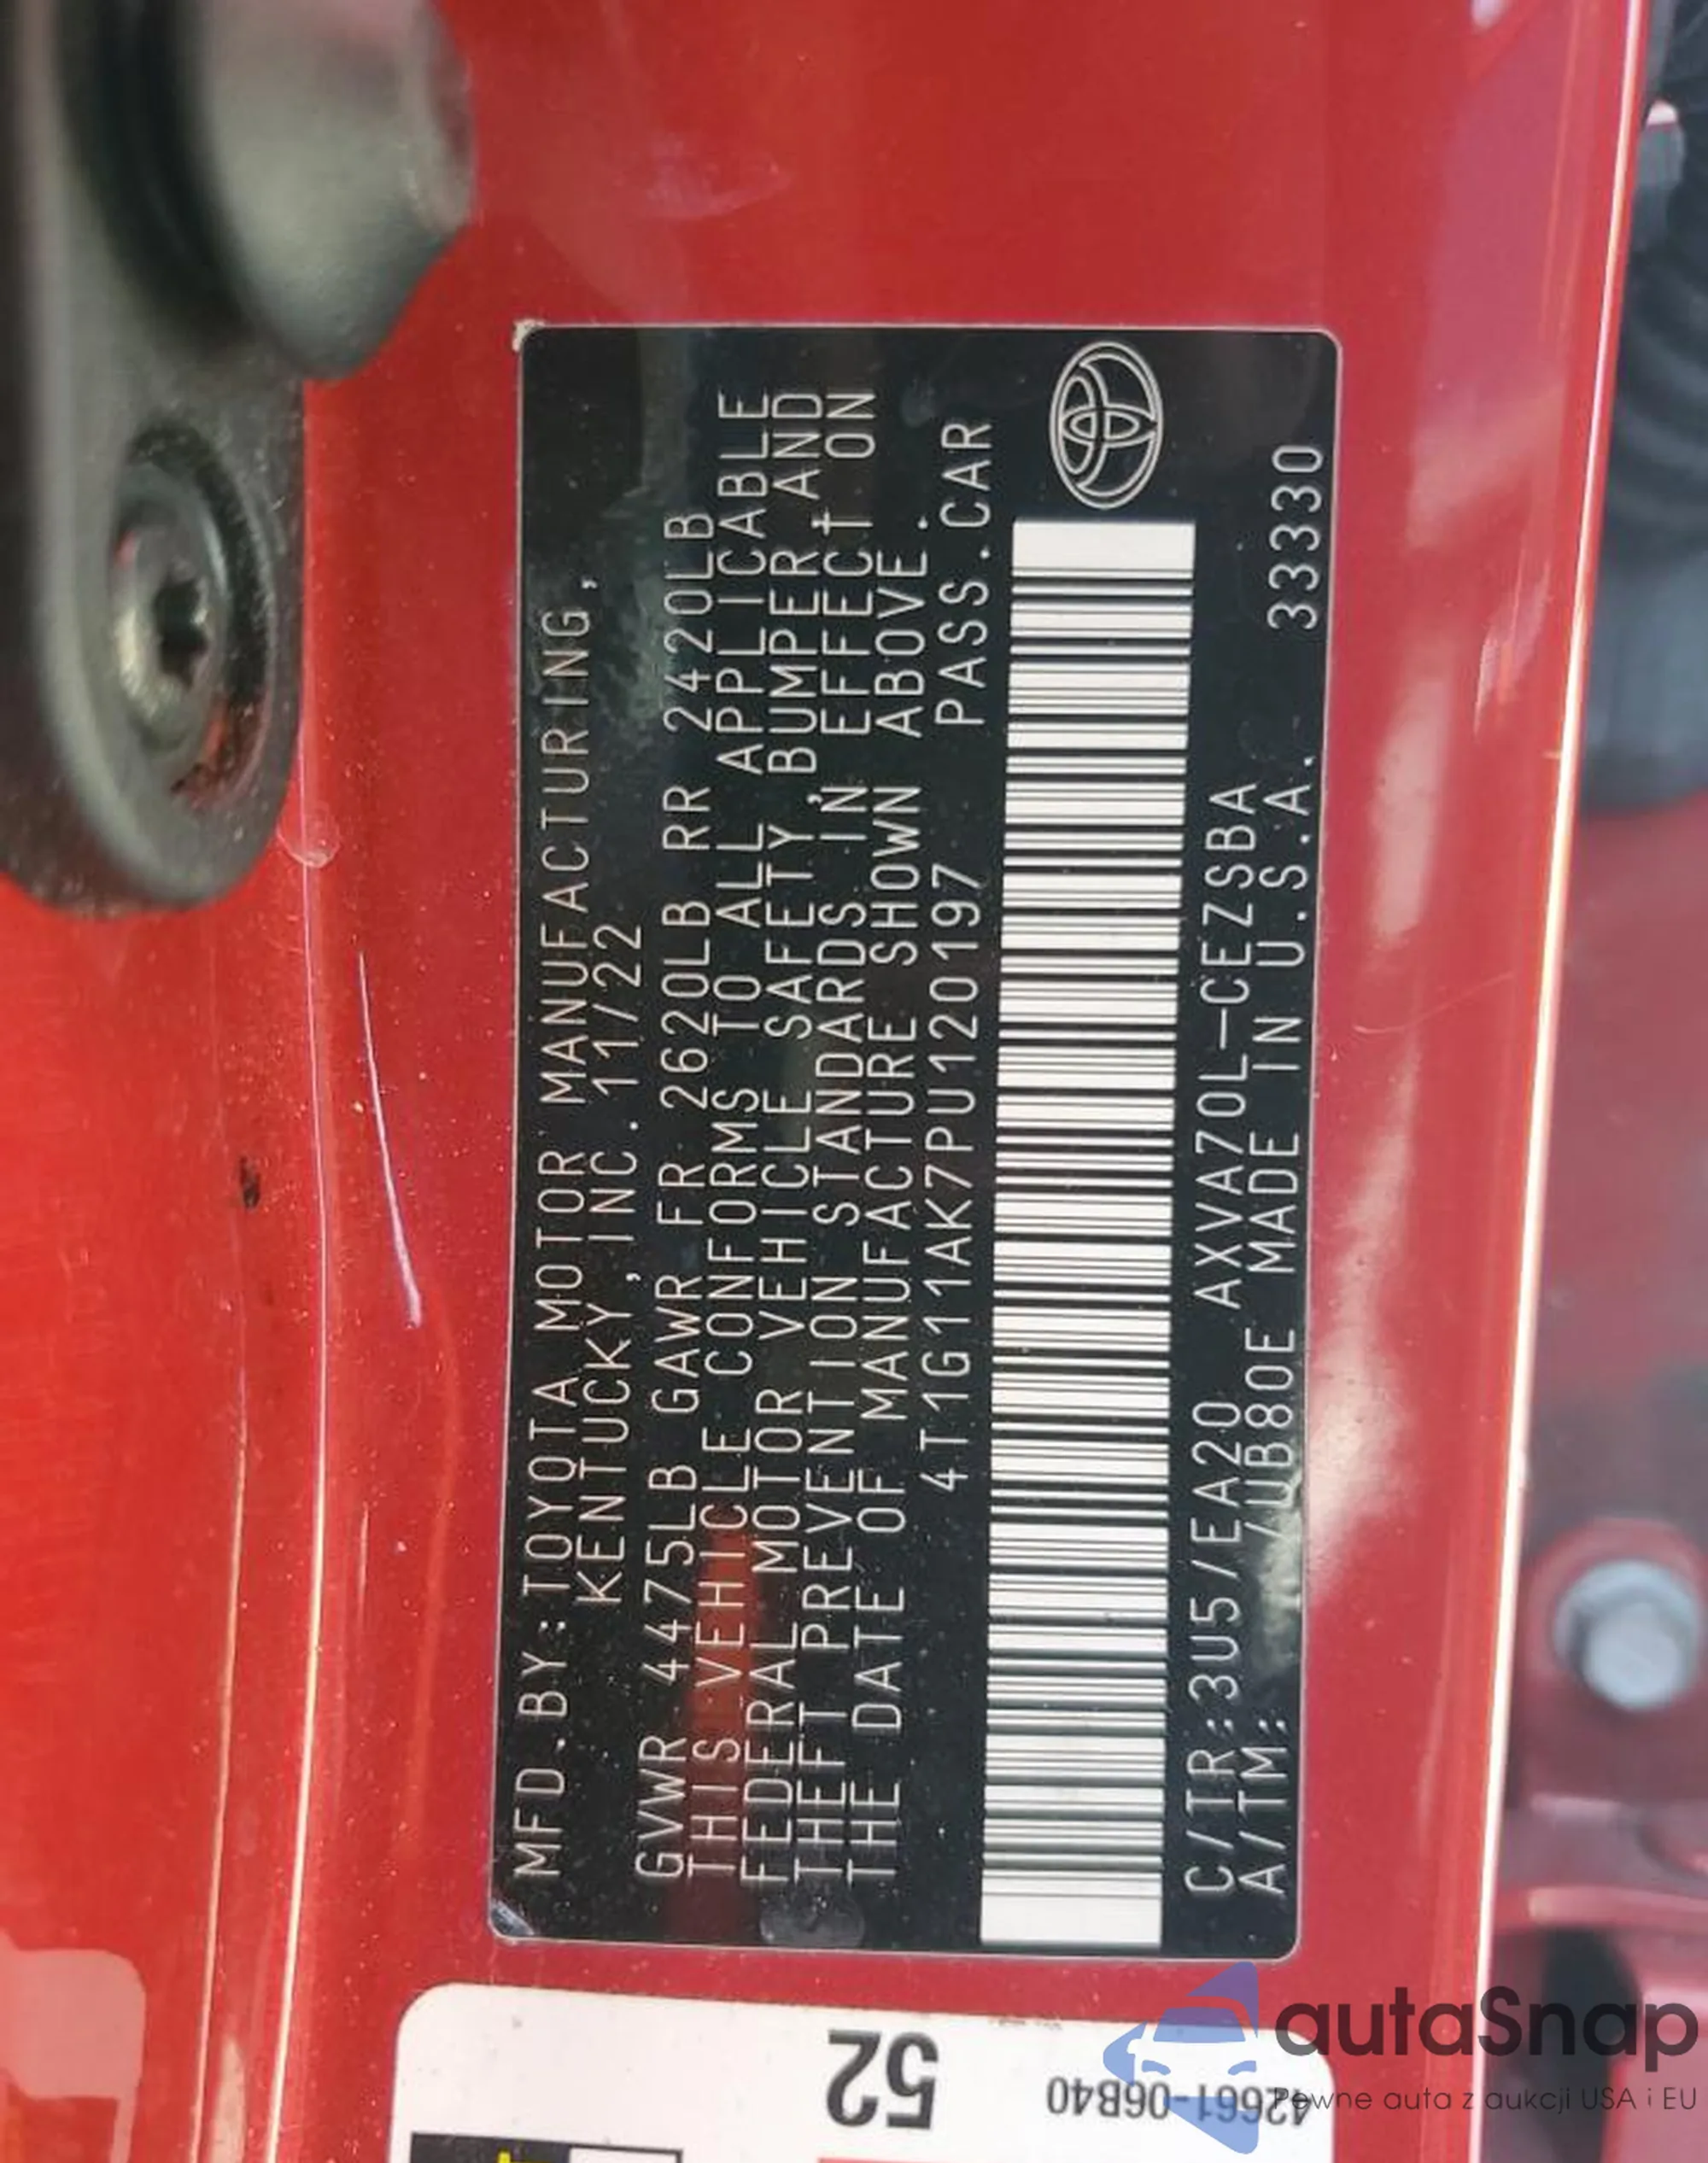 MFD.BY:TOYOTA MOTOR MANUFACTURING,
KENTUCKY, INC. 11/22
GVWR 4475LB GAWR FR 2620LB RR 2420LB
THIS VEHICLE CONFORMS TO ALL APPLICABLE
FEDERAL MOTOR VEHICLE SAFETY, BUMPER, AND
THEFT PREVENTION STANDARDS IN EFFECT ON
THE DATE OF MANUFACTURE SHOWN ABOVE.
4T1G11AK7PU120197 PASS.CAR
C/TR:3U5/EA20 AXVA70L-CEZSBA
A/TM: /UB80E MADE IN U.S.A. 33330
52
42661-06B40
autaSnap
Pewne auta z aukcji USA i EU